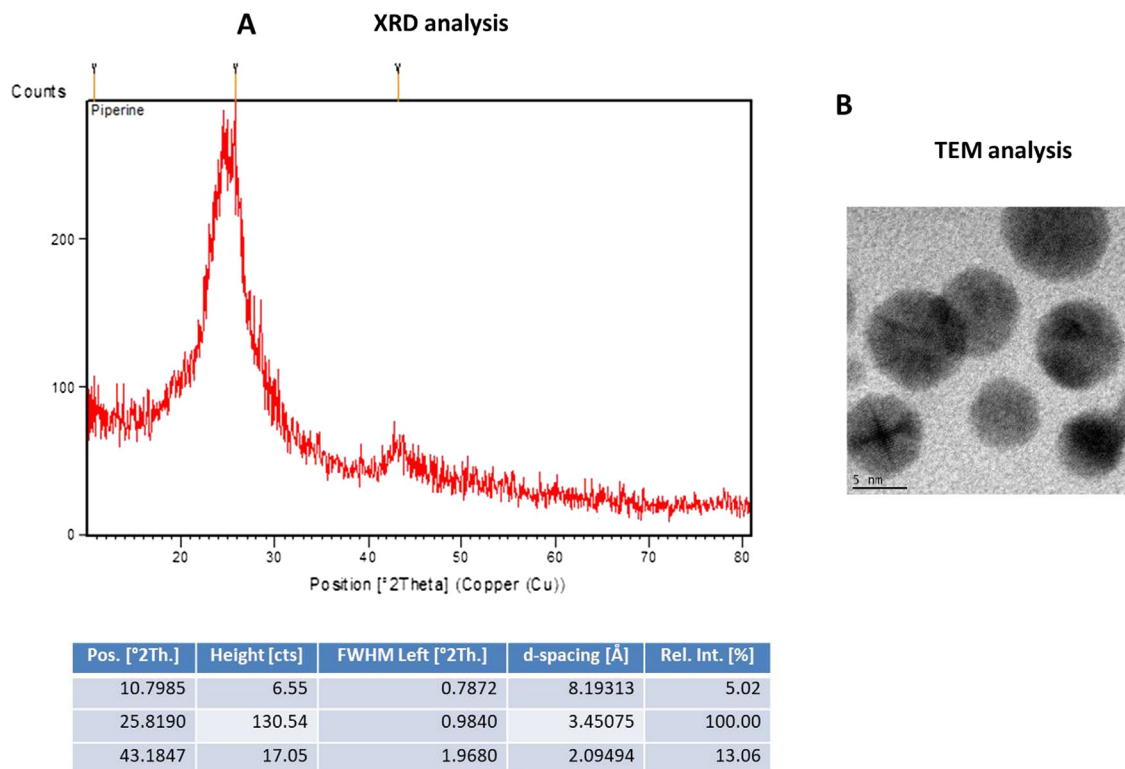 A
XRD analysis
Counts
Piperine
200
100
0
20 30 40 50 60 70 80
Position [°2Theta] (Copper (Cu))
Pos. [°2Th.] Height [cts] FWHM Left [°2Th.] d-spacing [Å] Rel. Int. [%]
10.7985 6.55 0.7872 8.19313 5.02
25.8190 130.54 0.9840 3.45075 100.00
43.1847 17.05 1.9680 2.09494 13.06
B
TEM analysis
5 nm